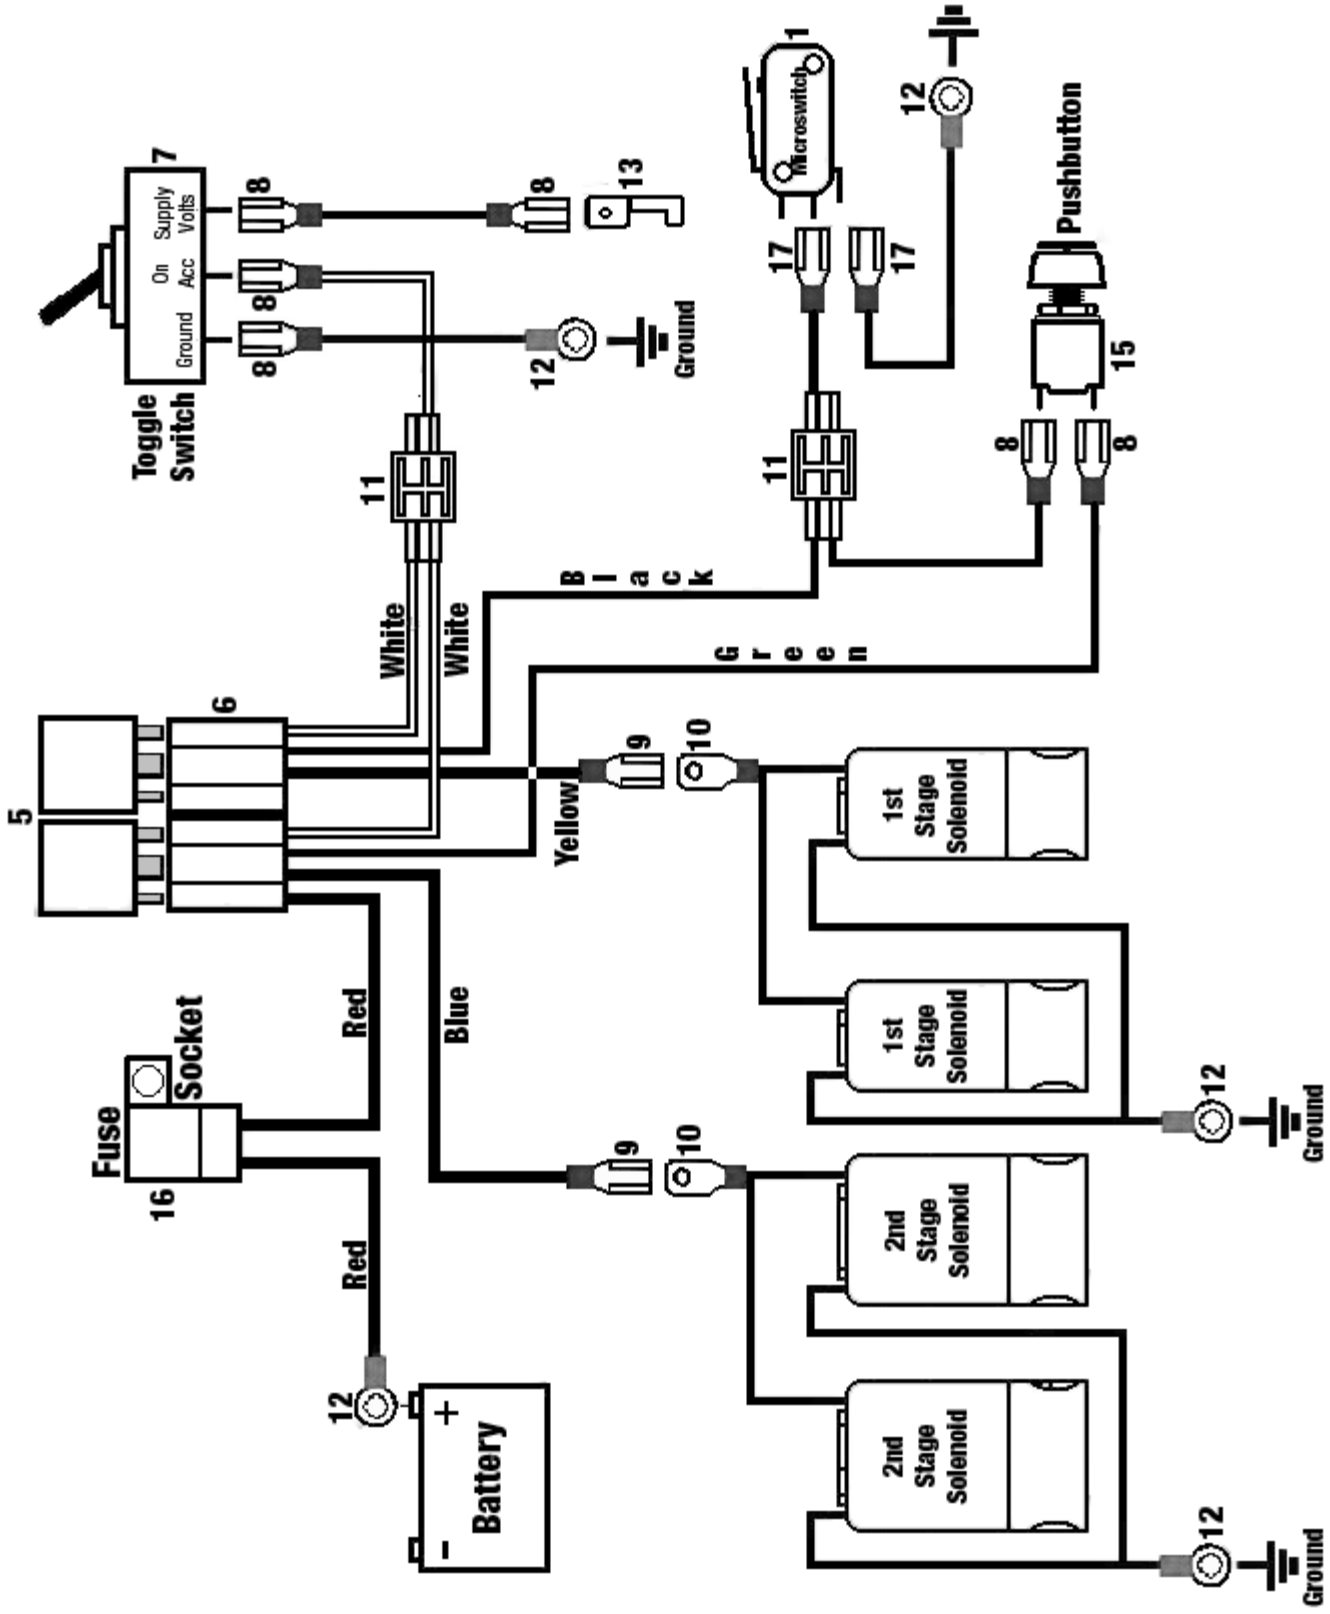 5
Fuse
16
Socket
Toggle
Switch
7
Ground
On
Acc
Supply
Volts
6
8
8
8
12
Red
Red
+
-
Battery
Blue
White
White
11
12
8
13
Ground
Yellow
Black
Green
9
10
9
10
11
17
17
1
Microswitch
12
2nd
Stage
Solenoid
2nd
Stage
Solenoid
1st
Stage
Solenoid
1st
Stage
Solenoid
8
8
15
Pushbutton
12
Ground
12
Ground